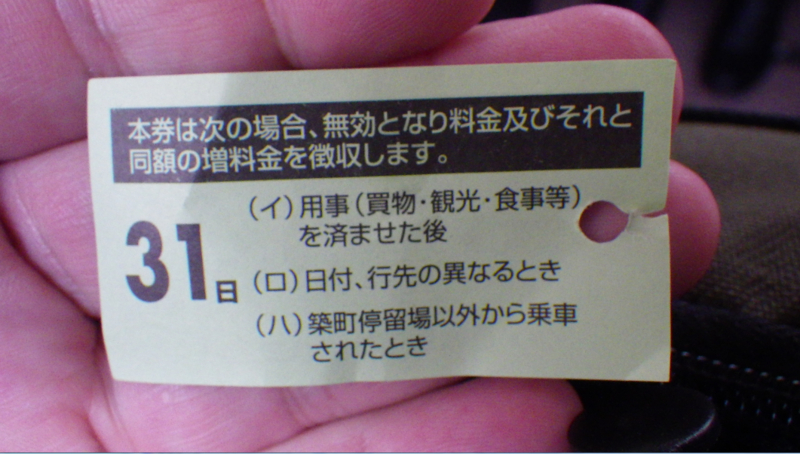 本券は次の場合、無効となり料金及びそれと
同額の増料金を徴収します。
31日
(イ)用事(買物・観光・食事等)
を済ませた後
(ロ)日付、行先の異なるとき
(ハ)築町停留場以外から乗車
されたとき